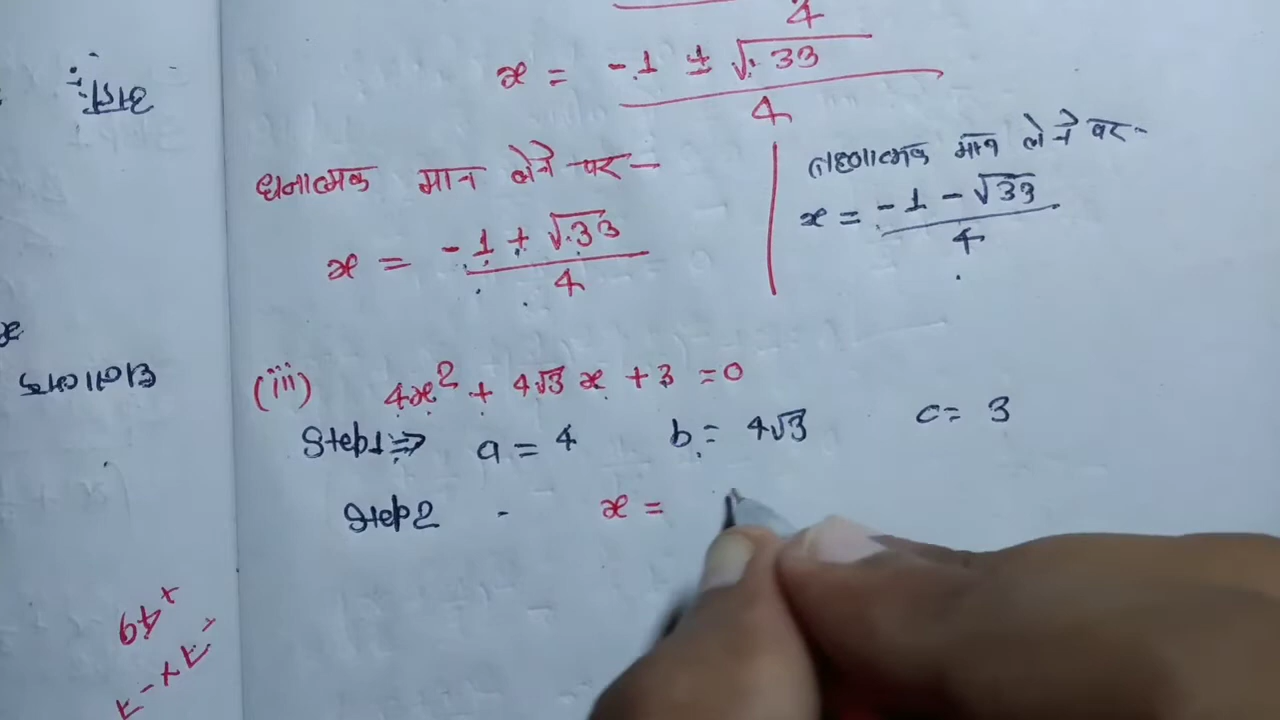 4
x = -1 ± √33
4
धनात्मक मान लेने पर —
x = -1 + √33
4
ऋणात्मक मान लेने पर -
x = -1 - √33
4
(iii) 4x² + 4√3 x + 3 = 0
Step1⇒ a = 4 b = 4√3 c = 3
Step2 - x =